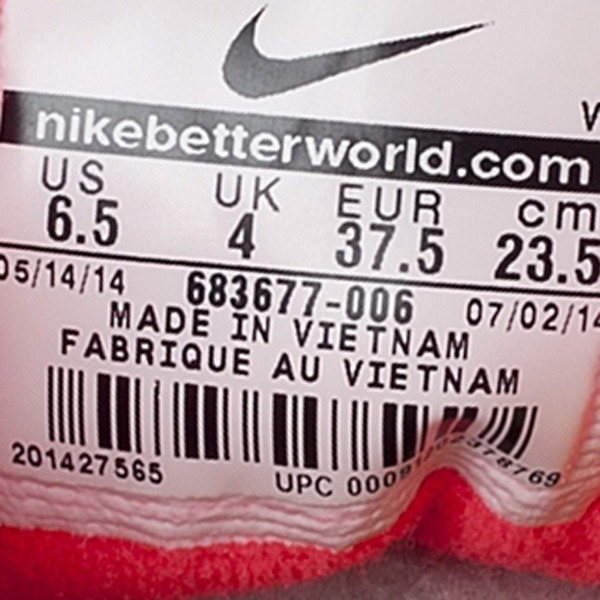 W
nikebetterworld.com
US UK EUR cm
6.5 4 37.5 23.5
05/14/14 683677-006 07/02/14
MADE IN VIETNAM
FABRIQUE AU VIETNAM
201427565 UPC